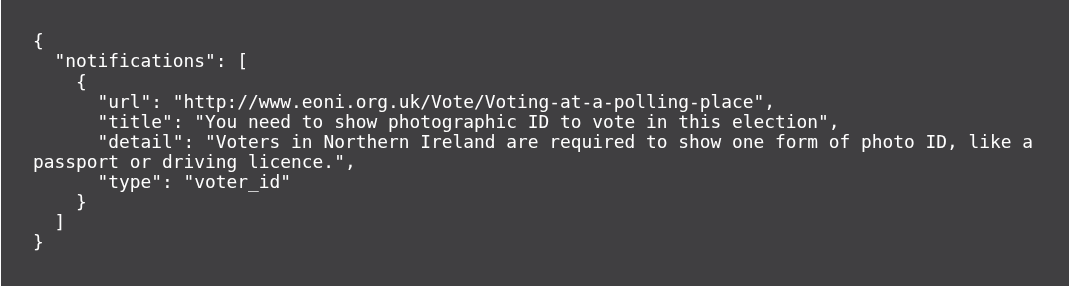 {
  "notifications": [
    {
      "url": "http://www.eoni.org.uk/Vote/Voting-at-a-polling-place",
      "title": "You need to show photographic ID to vote in this election",
      "detail": "Voters in Northern Ireland are required to show one form of photo ID, like a
passport or driving licence.",
      "type": "voter_id"
    }
  ]
}